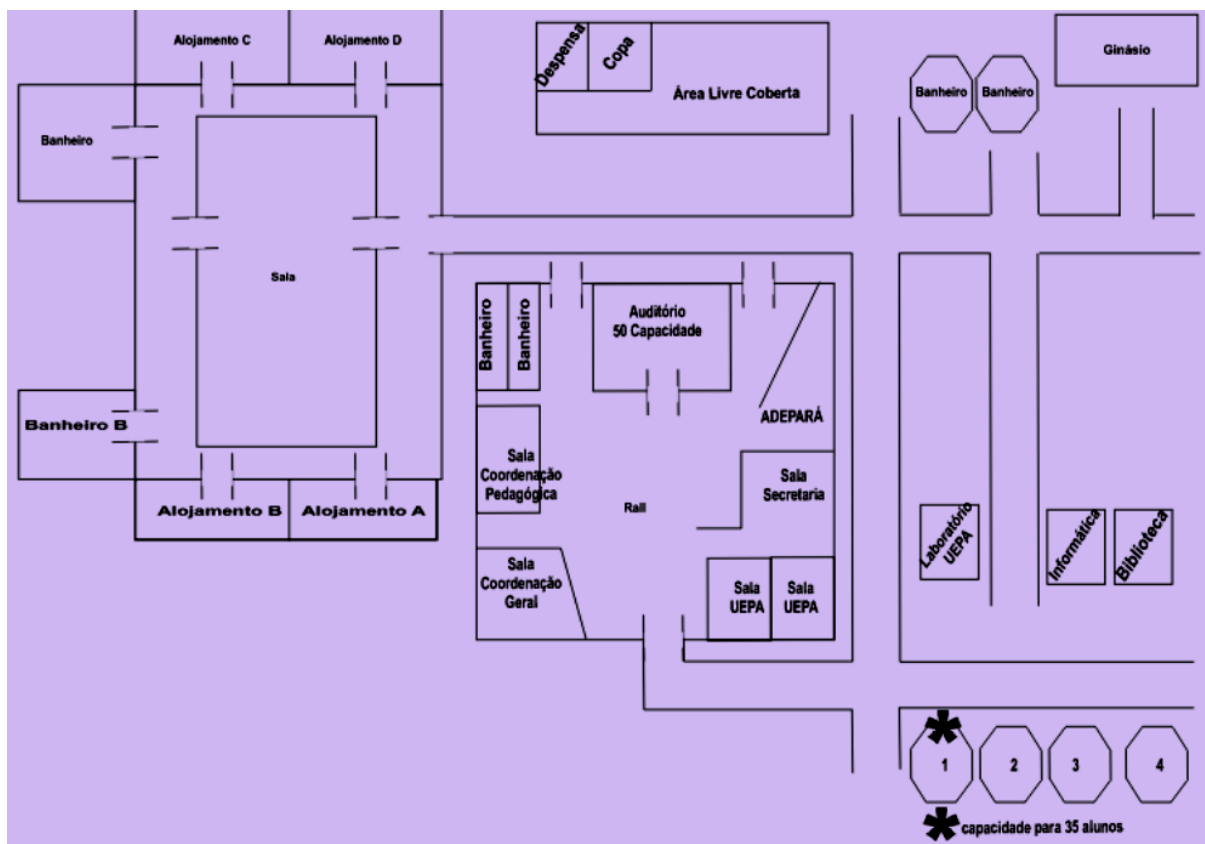 Alojamento C
Alojamento D
Despensa
Copa
Área Livre Coberta
Banheiro
Banheiro
Ginásio
Banheiro
Sala
Banheiro
Banheiro
Auditório
50 Capacidade
ADEPARÁ
Banheiro B
Alojamento B
Alojamento A
Sala
Coordenação
Pedagógica
Rall
Sala
Secretaria
Sala
Coordenação
Geral
Sala
UEPA
Sala
UEPA
Laboratório
UEPA
Informática
Biblioteca
1
2
3
4
capacidade para 35 alunos